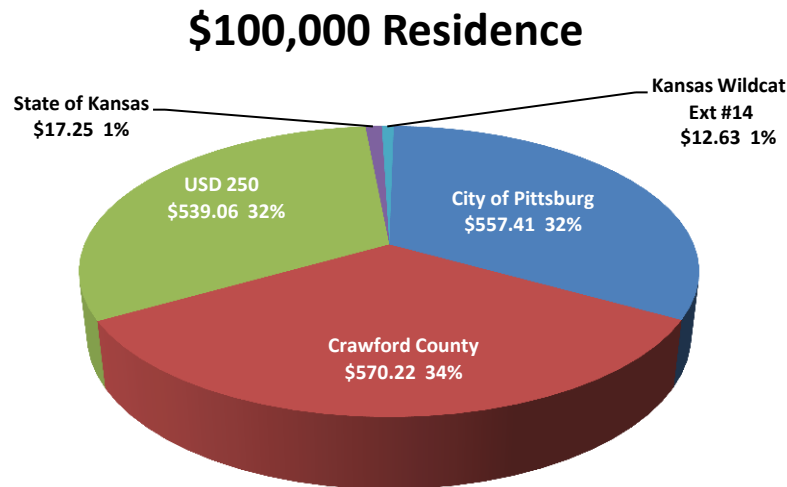 $100,000 Residence
State of Kansas
$17.25 1%
Kansas Wildcat
Ext #14
$12.63 1%
USD 250
$539.06 32%
City of Pittsburg
$557.41 32%
Crawford County
$570.22 34%